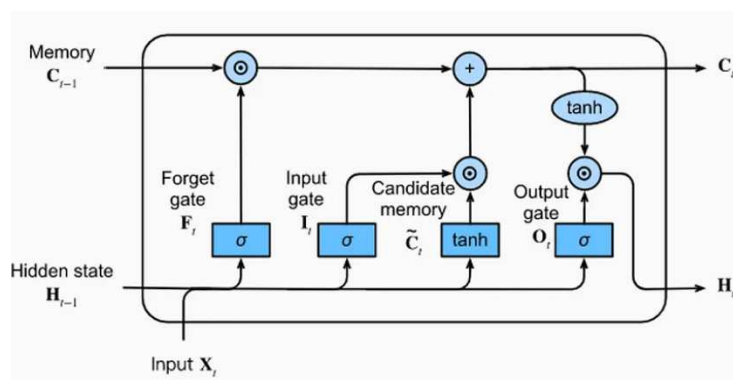 Memory
C_{t-1}
C_t
tanh
Forget
gate
F_t
Input
gate
I_t
Candidate
memory
C̃_t
Output
gate
O_t
σ
σ
tanh
σ
Hidden state
H_{t-1}
H_t
Input X_t